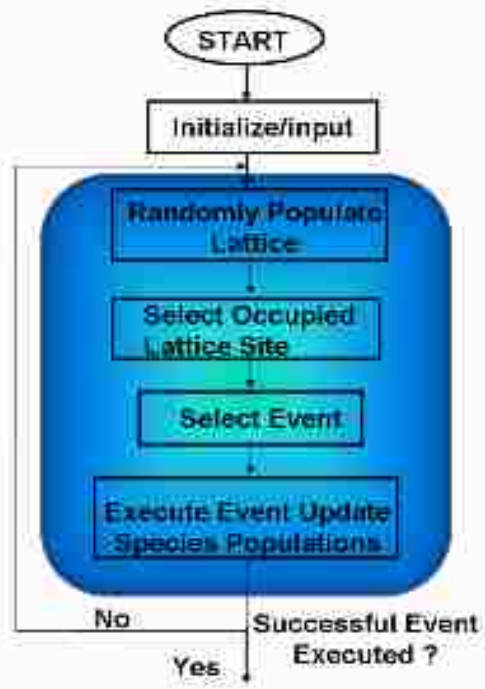 START
Initialize/input
Randomly Populate
Lattice
Select Occupied
Lattice Site
Select Event
Execute Event Update
Species Populations
No
Successful Event
Executed ?
Yes